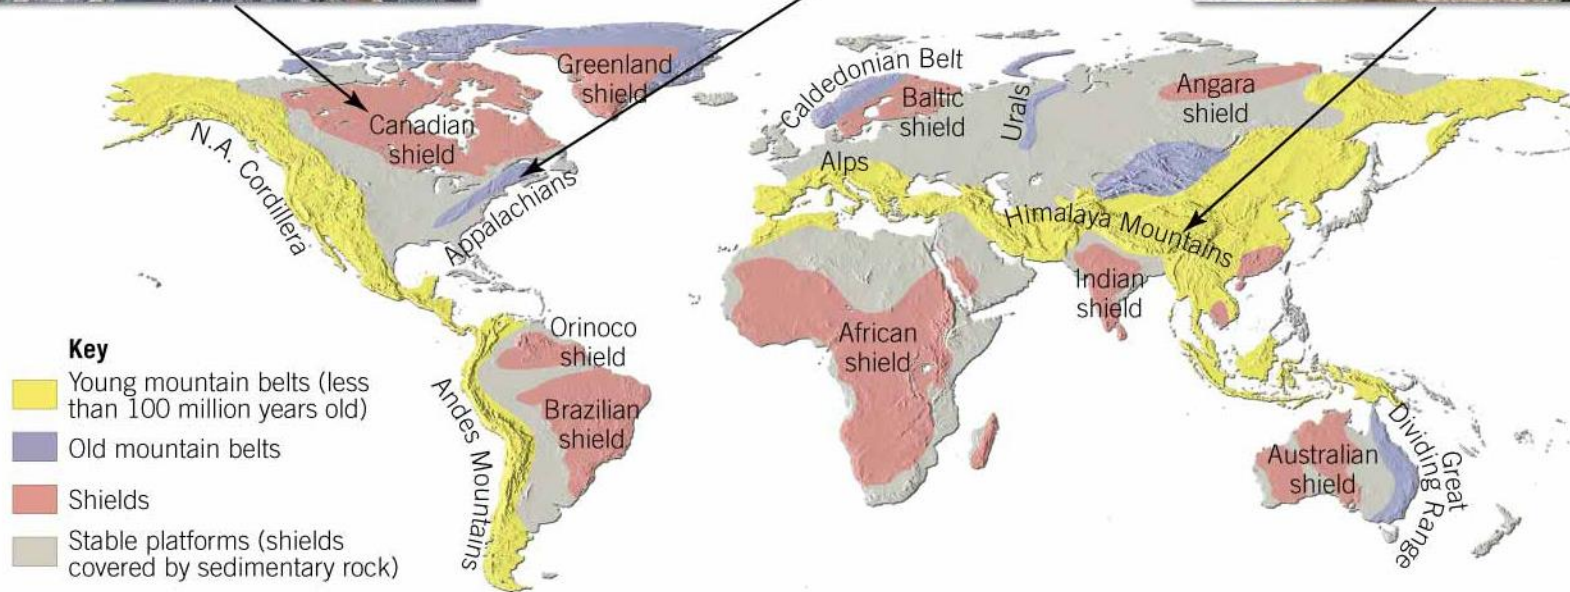 Greenland
shield
Canadian
shield
N.A. Cordillera
Appalachians
Caldedonian Belt
Baltic
shield
Urals
Angara
shield
Alps
Himalaya Mountains
Indian
shield
African
shield
Orinoco
shield
Brazilian
shield
Andes Mountains
Australian
shield
Great
Dividing Range
Key
Young mountain belts (less
than 100 million years old)
Old mountain belts
Shields
Stable platforms (shields
covered by sedimentary rock)